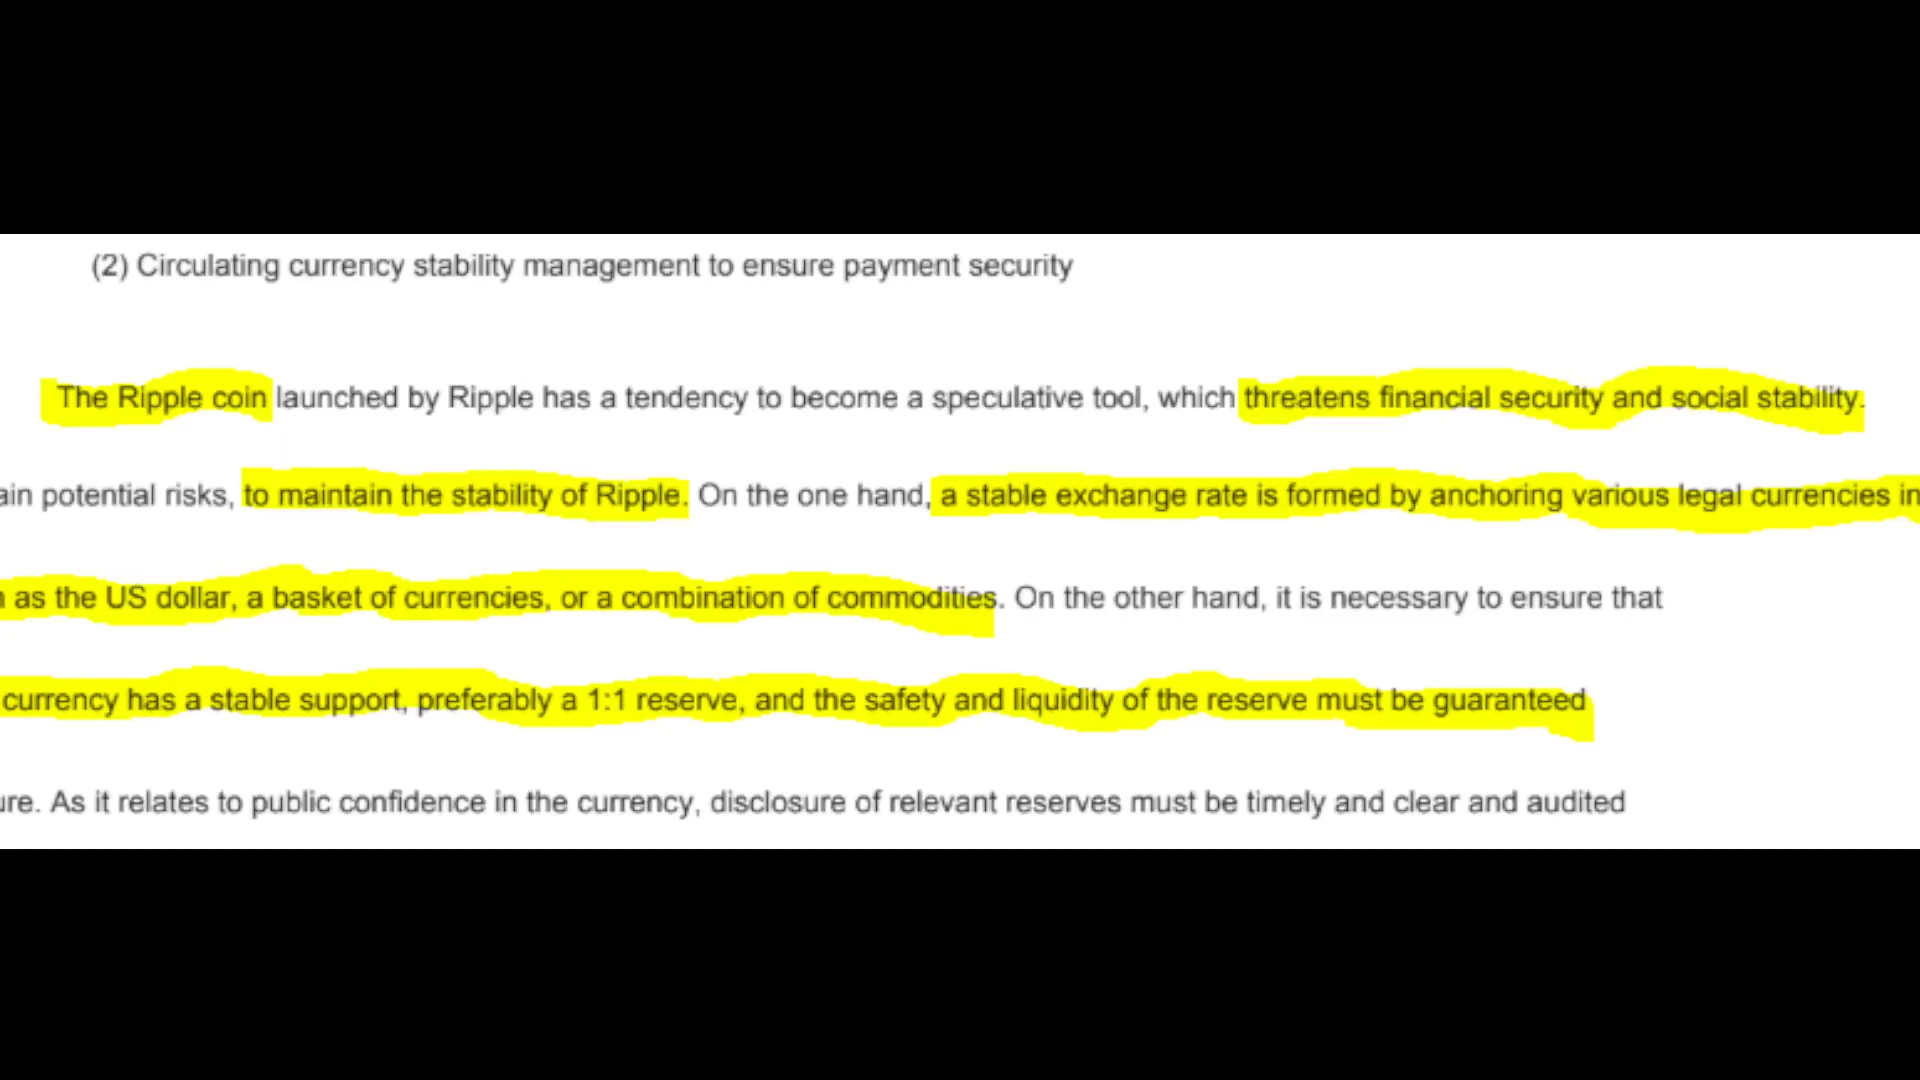 (2) Circulating currency stability management to ensure payment security
The Ripple coin launched by Ripple has a tendency to become a speculative tool, which threatens financial security and social stability.
potential risks, to maintain the stability of Ripple. On the one hand, a stable exchange rate is formed by anchoring various legal currencies in
as the US dollar, a basket of currencies, or a combination of commodities. On the other hand, it is necessary to ensure that
currency has a stable support, preferably a 1:1 reserve, and the safety and liquidity of the reserve must be guaranteed
As it relates to public confidence in the currency, disclosure of relevant reserves must be timely and clear and audited